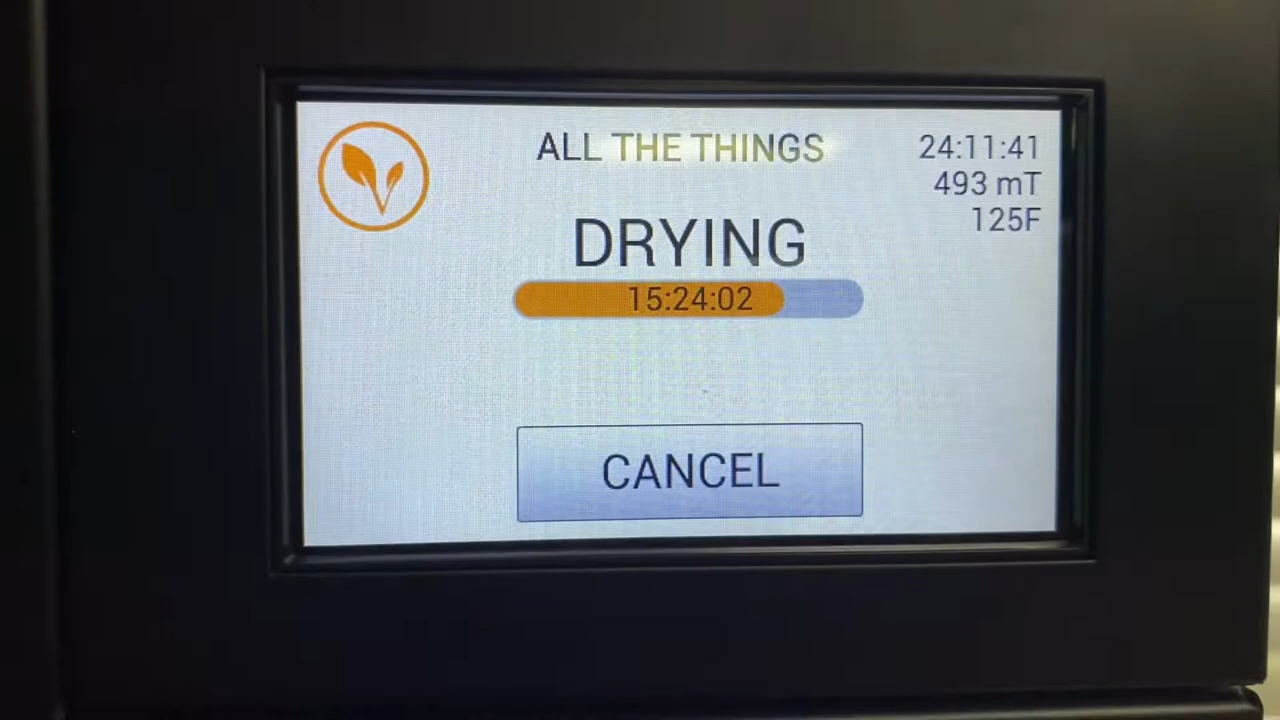 ALL THE THINGS
24:11:41
493 mT
125F
DRYING
15:24:02
CANCEL